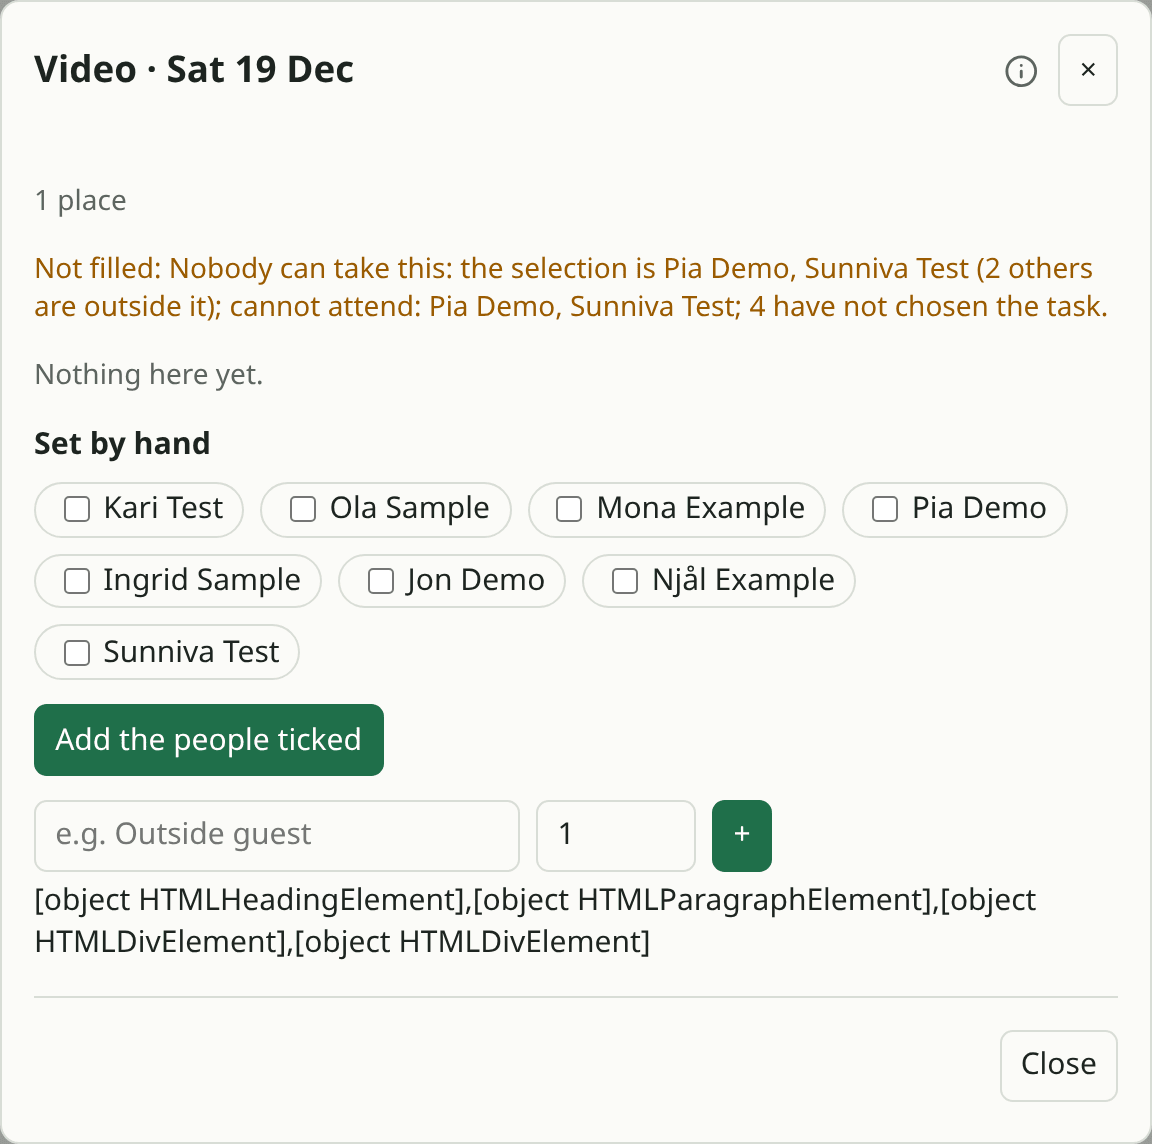 Video · Sat 19 Dec
×
1 place
Not filled: Nobody can take this: the selection is Pia Demo, Sunniva Test (2 others
are outside it); cannot attend: Pia Demo, Sunniva Test; 4 have not chosen the task.
Nothing here yet.
Set by hand
Kari Test Ola Sample Mona Example Pia Demo
Ingrid Sample Jon Demo Njål Example
Sunniva Test
Add the people ticked
e.g. Outside guest 1 +
[object HTMLHeadingElement],[object HTMLParagraphElement],[object
HTMLDivElement],[object HTMLDivElement]
Close